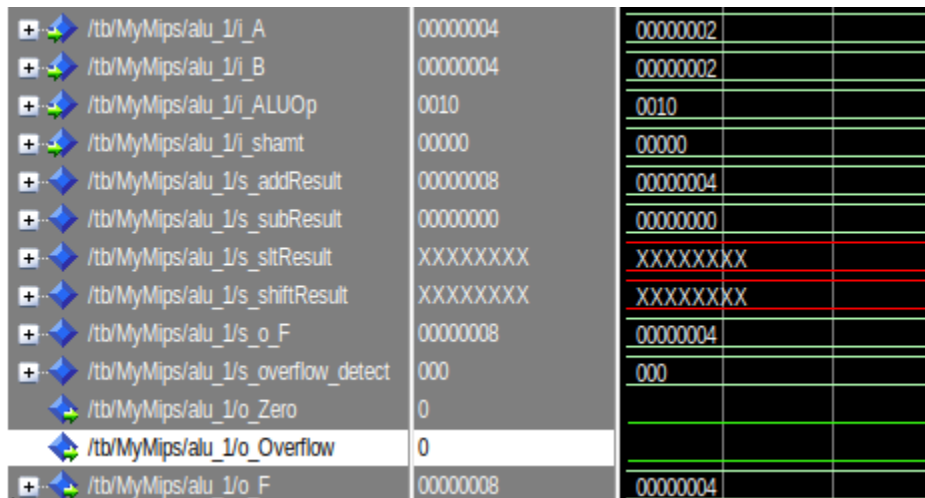 /tb/MyMips/alu_1/i_A 00000004 00000002
/tb/MyMips/alu_1/i_B 00000004 00000002
/tb/MyMips/alu_1/i_ALUOp 0010 0010
/tb/MyMips/alu_1/i_shamt 00000 00000
/tb/MyMips/alu_1/s_addResult 00000008 00000004
/tb/MyMips/alu_1/s_subResult 00000000 00000000
/tb/MyMips/alu_1/s_sltResult XXXXXXXX XXXXXXXX
/tb/MyMips/alu_1/s_shiftResult XXXXXXXX XXXXXXXX
/tb/MyMips/alu_1/s_o_F 00000008 00000004
/tb/MyMips/alu_1/s_overflow_detect 000 000
/tb/MyMips/alu_1/o_Zero 0
/tb/MyMips/alu_1/o_Overflow 0
/tb/MyMips/alu_1/o_F 00000008 00000004